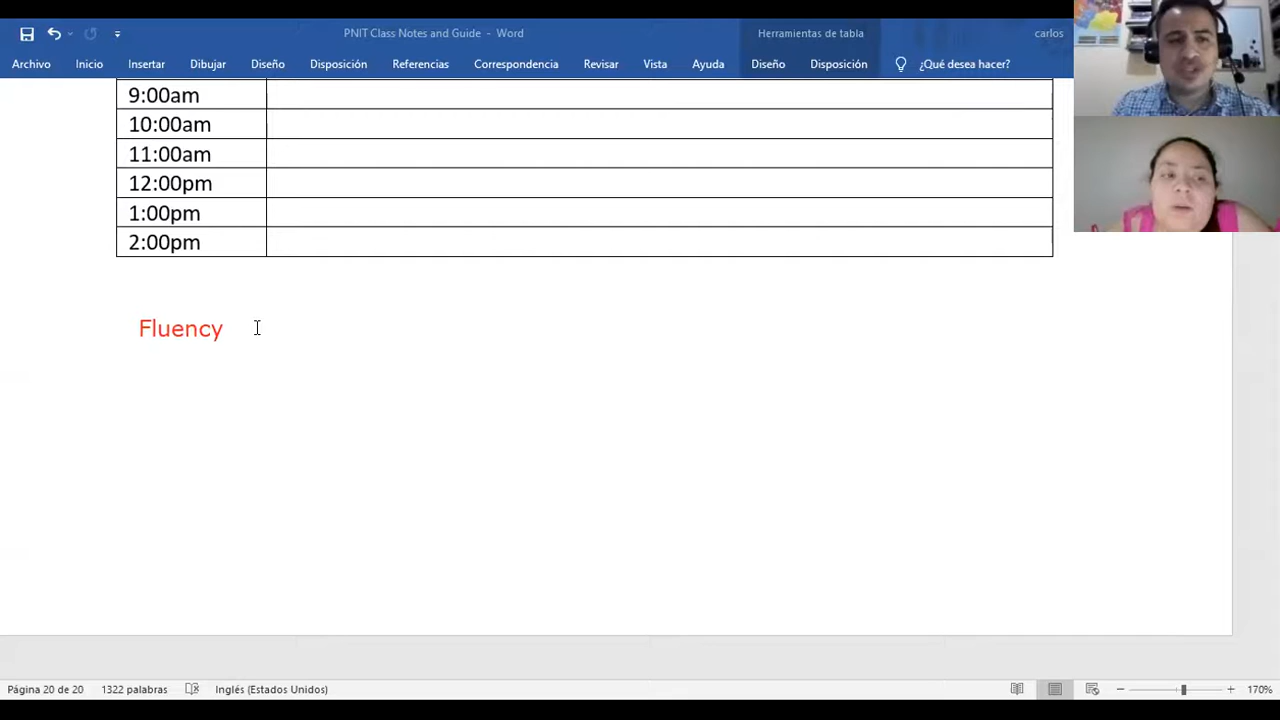 PNIT Class Notes and Guide - Word
Herramientas de tabla
carlos
Archivo Inicio Insertar Dibujar Diseño Disposición Referencias Correspondencia Revisar Vista Ayuda Diseño Disposición ¿Qué desea hacer?
9:00am
10:00am
11:00am
12:00pm
1:00pm
2:00pm
Fluency
Página 20 de 20 1322 palabras Inglés (Estados Unidos) 170%